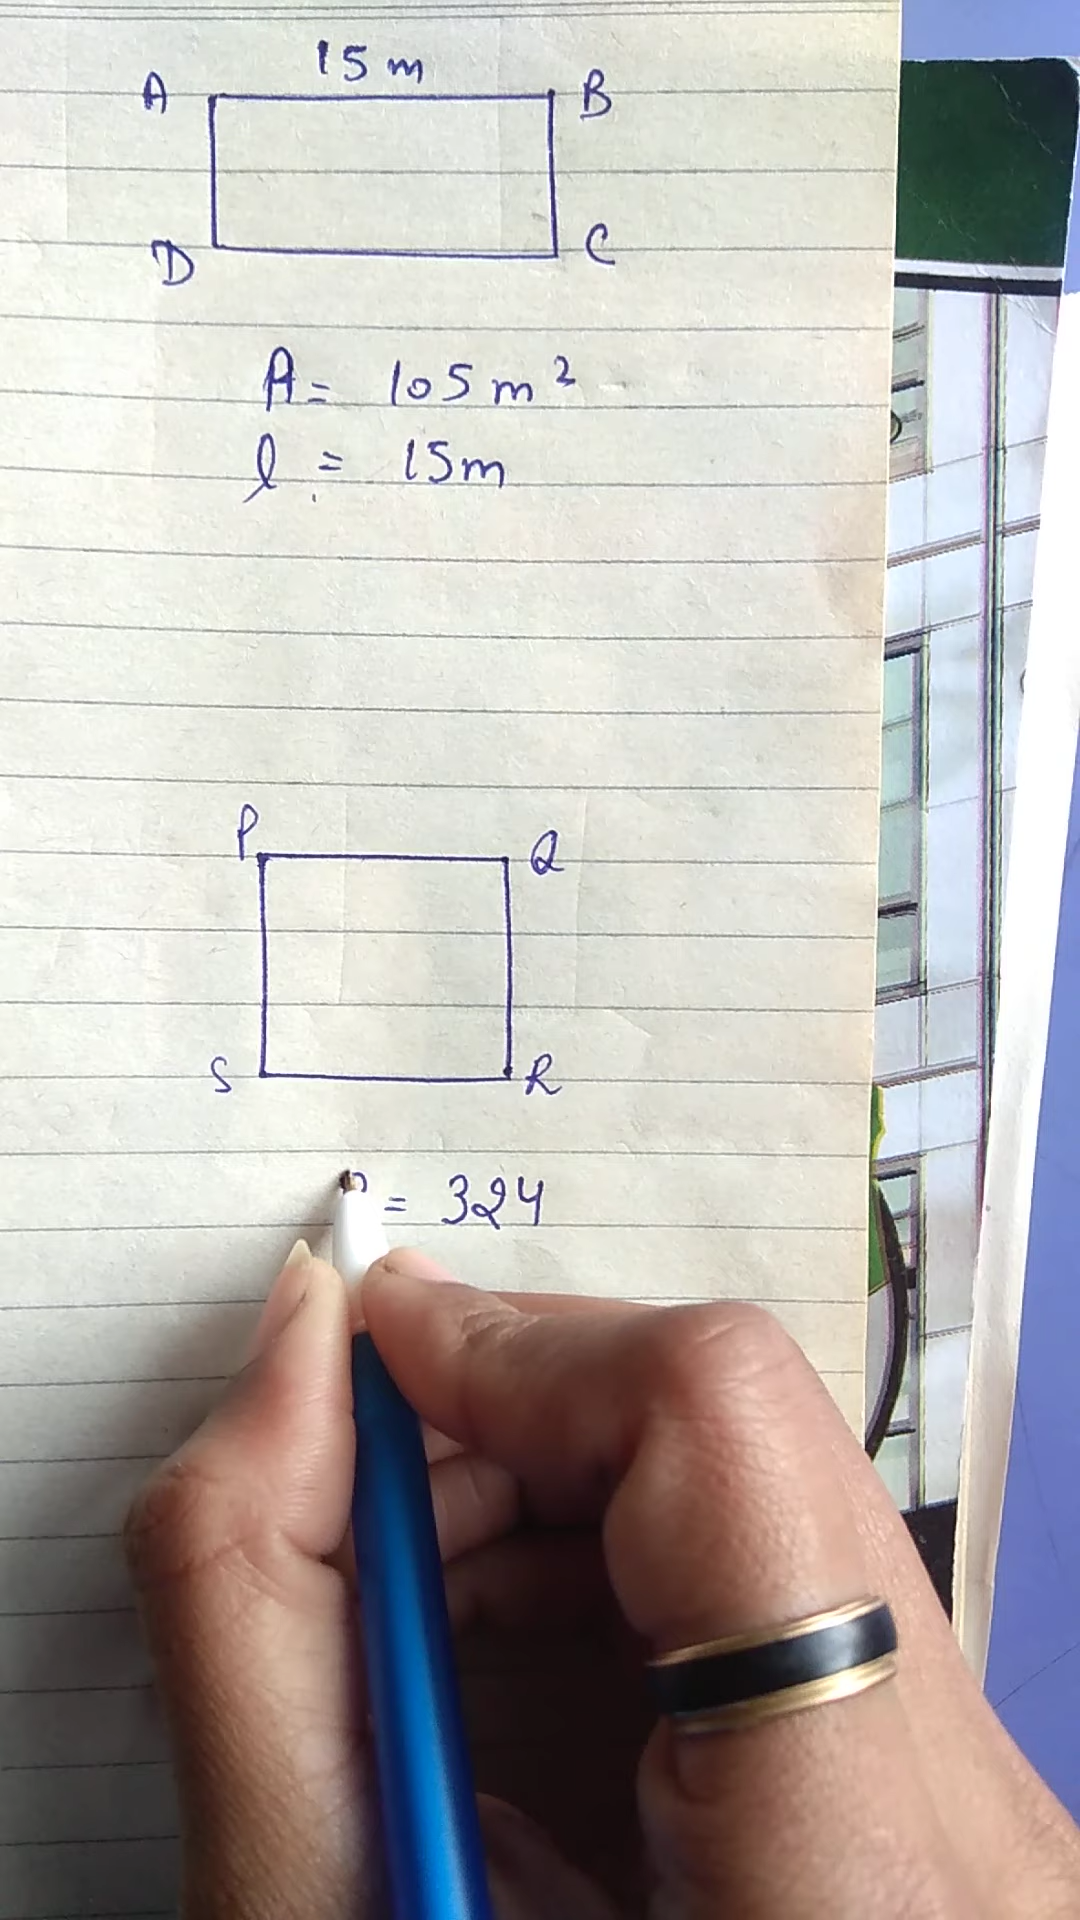 15 m
A B
D C
A = 105 m²
l = 15m
P Q
S R
= 324